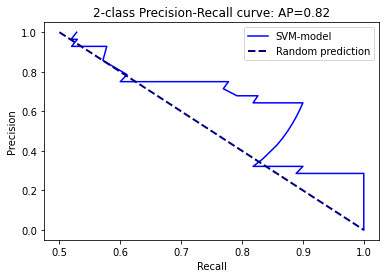 2-class Precision-Recall curve: AP=0.82
SVM-model
Random prediction
1.0
0.8
0.6
0.4
0.2
0.0
Precision
0.5
0.6
0.7
0.8
0.9
1.0
Recall